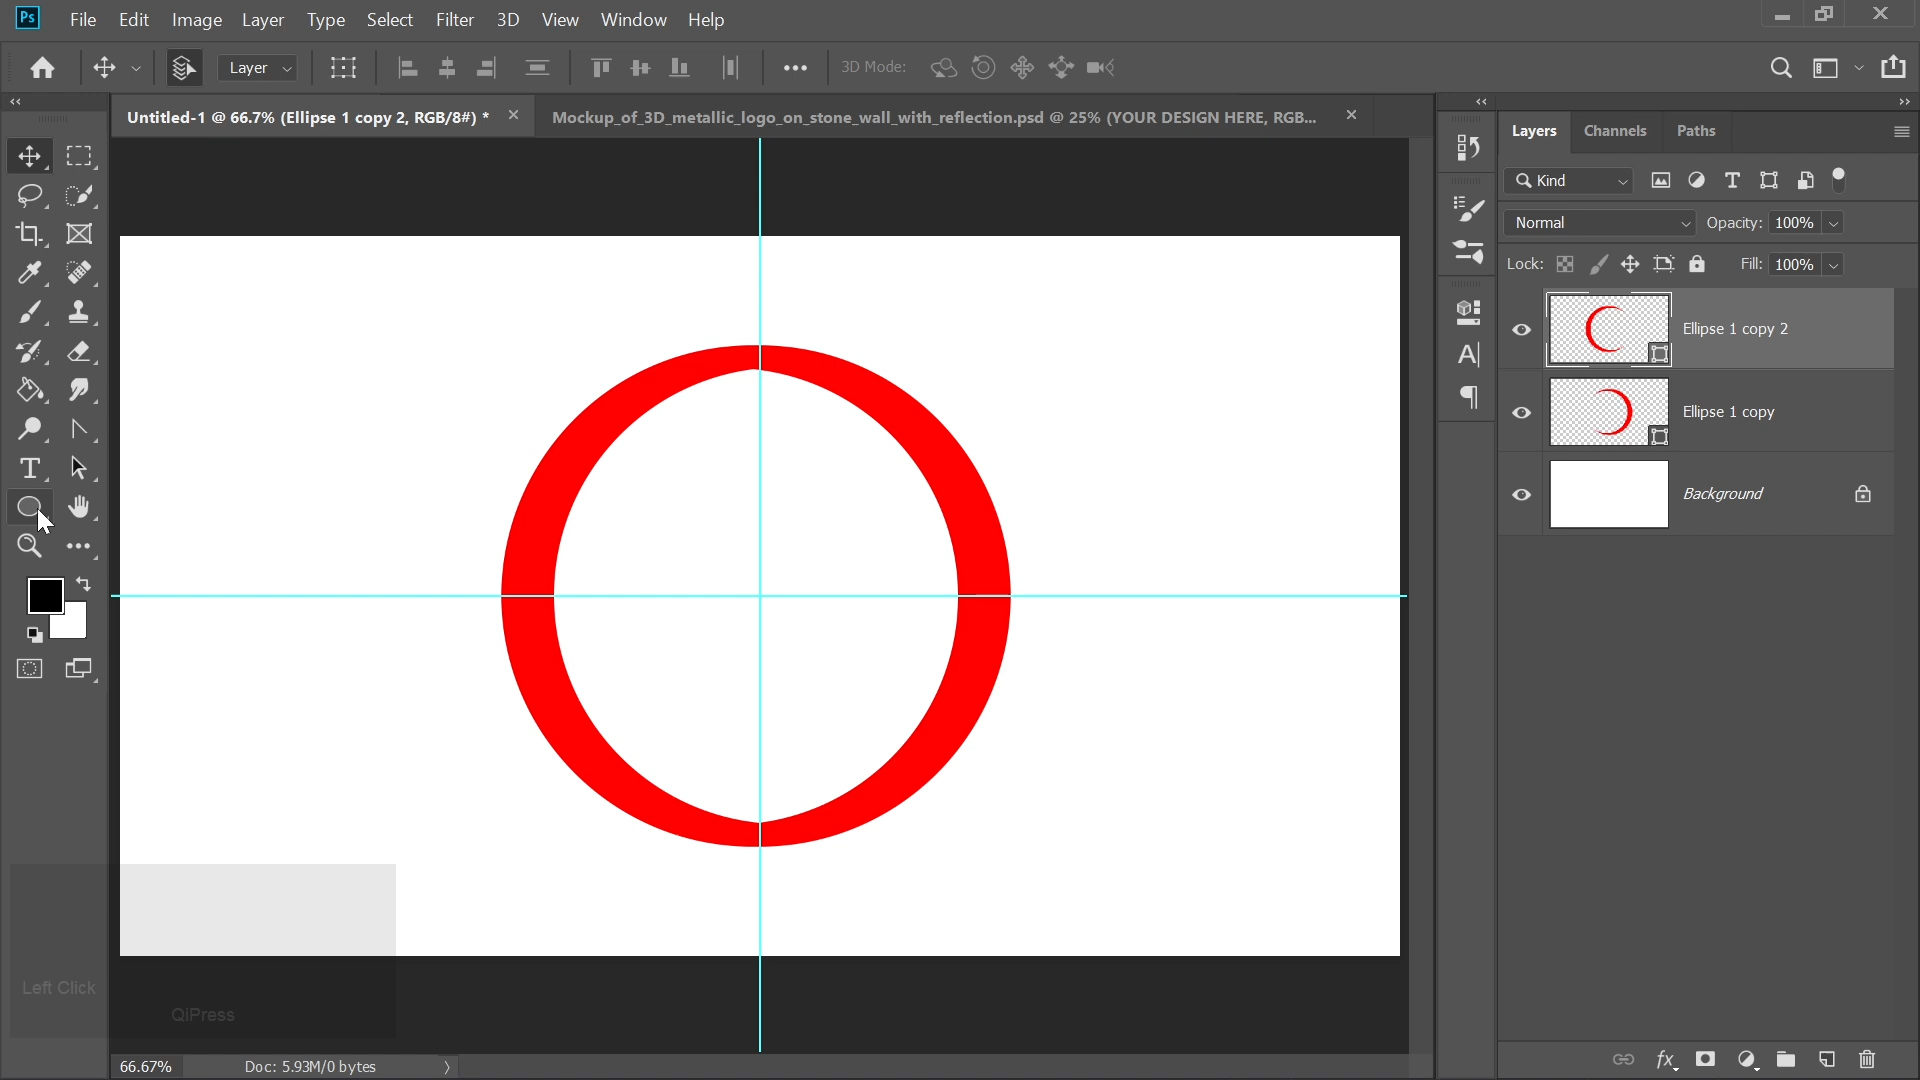 Ps File Edit Image Layer Type Select Filter 3D View Window Help
Layer 3D Mode:
Untitled-1 @ 66.7% (Ellipse 1 copy 2, RGB/8#) * Mockup_of_3D_metallic_logo_on_stone_wall_with_reflection.psd @ 25% (YOUR DESIGN HERE, RGB...
Layers Channels Paths
Kind
Normal Opacity: 100%
Lock: Fill: 100%
Ellipse 1 copy 2
Ellipse 1 copy
Background
Left Click
QiPress
66.67% Doc: 5.93M/0 bytes